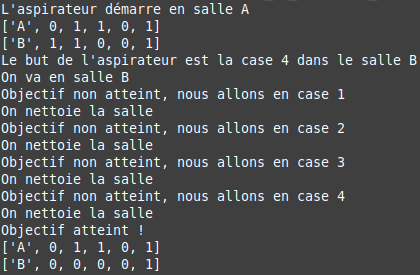 L'aspirateur démarre en salle A
['A', 0, 1, 1, 0, 1]
['B', 1, 1, 0, 0, 1]
Le but de l'aspirateur est la case 4 dans le salle B
On va en salle B
Objectif non atteint, nous allons en case 1
On nettoie la salle
Objectif non atteint, nous allons en case 2
On nettoie la salle
Objectif non atteint, nous allons en case 3
On nettoie la salle
Objectif non atteint, nous allons en case 4
On nettoie la salle
Objectif atteint !
['A', 0, 1, 1, 0, 1]
['B', 0, 0, 0, 0, 1]